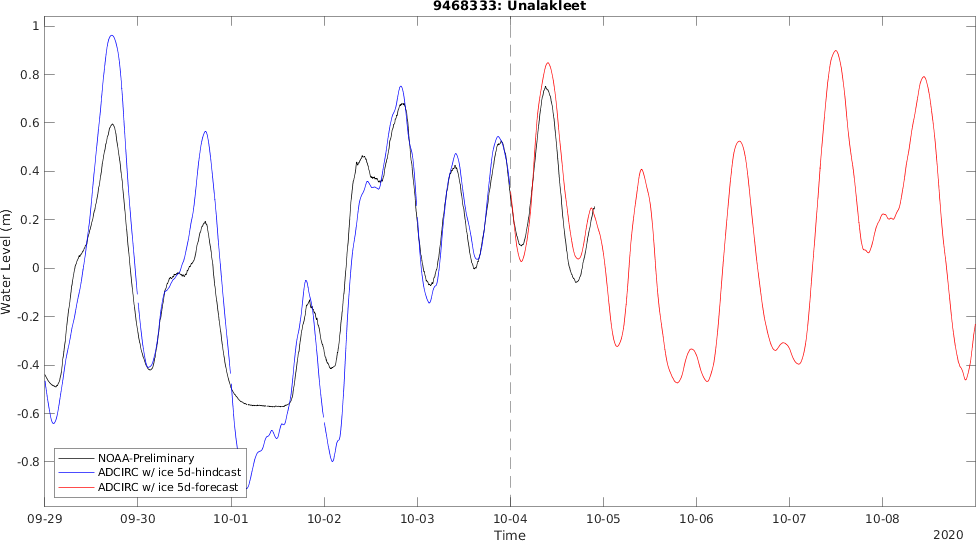 9468333: Unalakleet
1
0.8
0.6
0.4
0.2
0
-0.2
-0.4
-0.6
-0.8
Water Level (m)
NOAA-Preliminary
ADCIRC w/ ice 5d-hindcast
ADCIRC w/ ice 5d-forecast
09-29 09-30 10-01 10-02 10-03 10-04 10-05 10-06 10-07 10-08
Time
2020